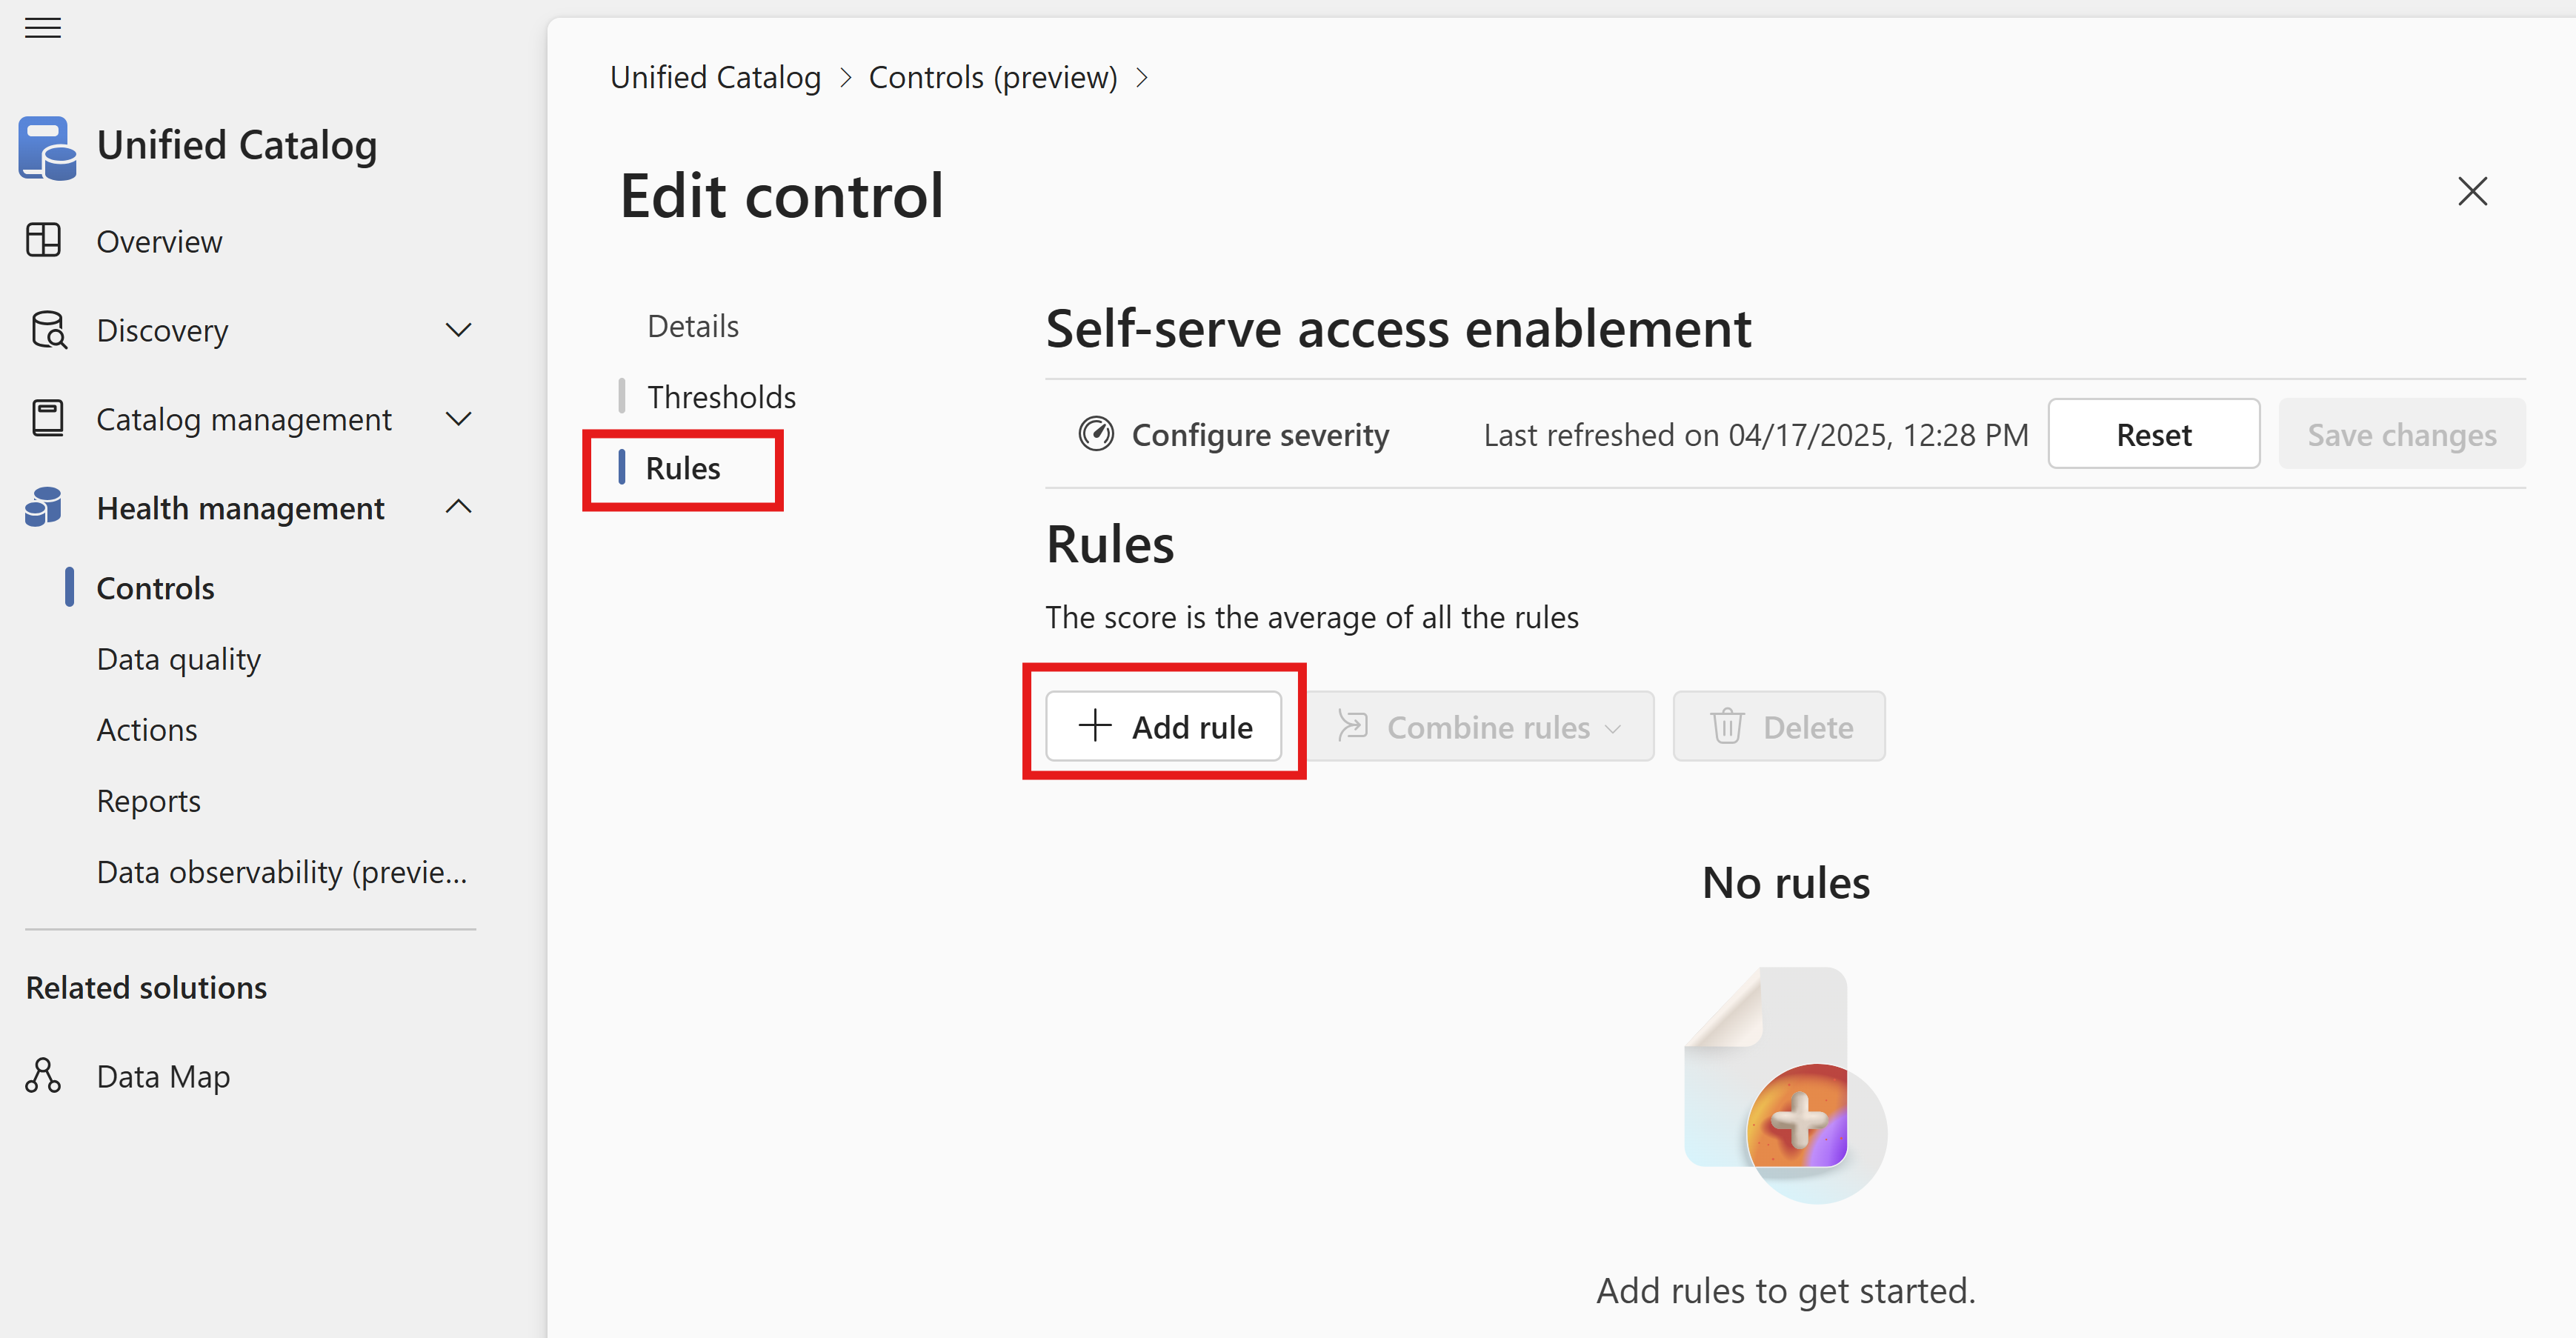 Unified Catalog
Overview
Discovery
Catalog management
Health management
Controls
Data quality
Actions
Reports
Data observability (previe...
Related solutions
Data Map
Unified Catalog > Controls (preview) >
Edit control
Details
Thresholds
Rules
Self-serve access enablement
Configure severity Last refreshed on 04/17/2025, 12:28 PM Reset Save changes
Rules
The score is the average of all the rules
Add rule Combine rules Delete
No rules
Add rules to get started.